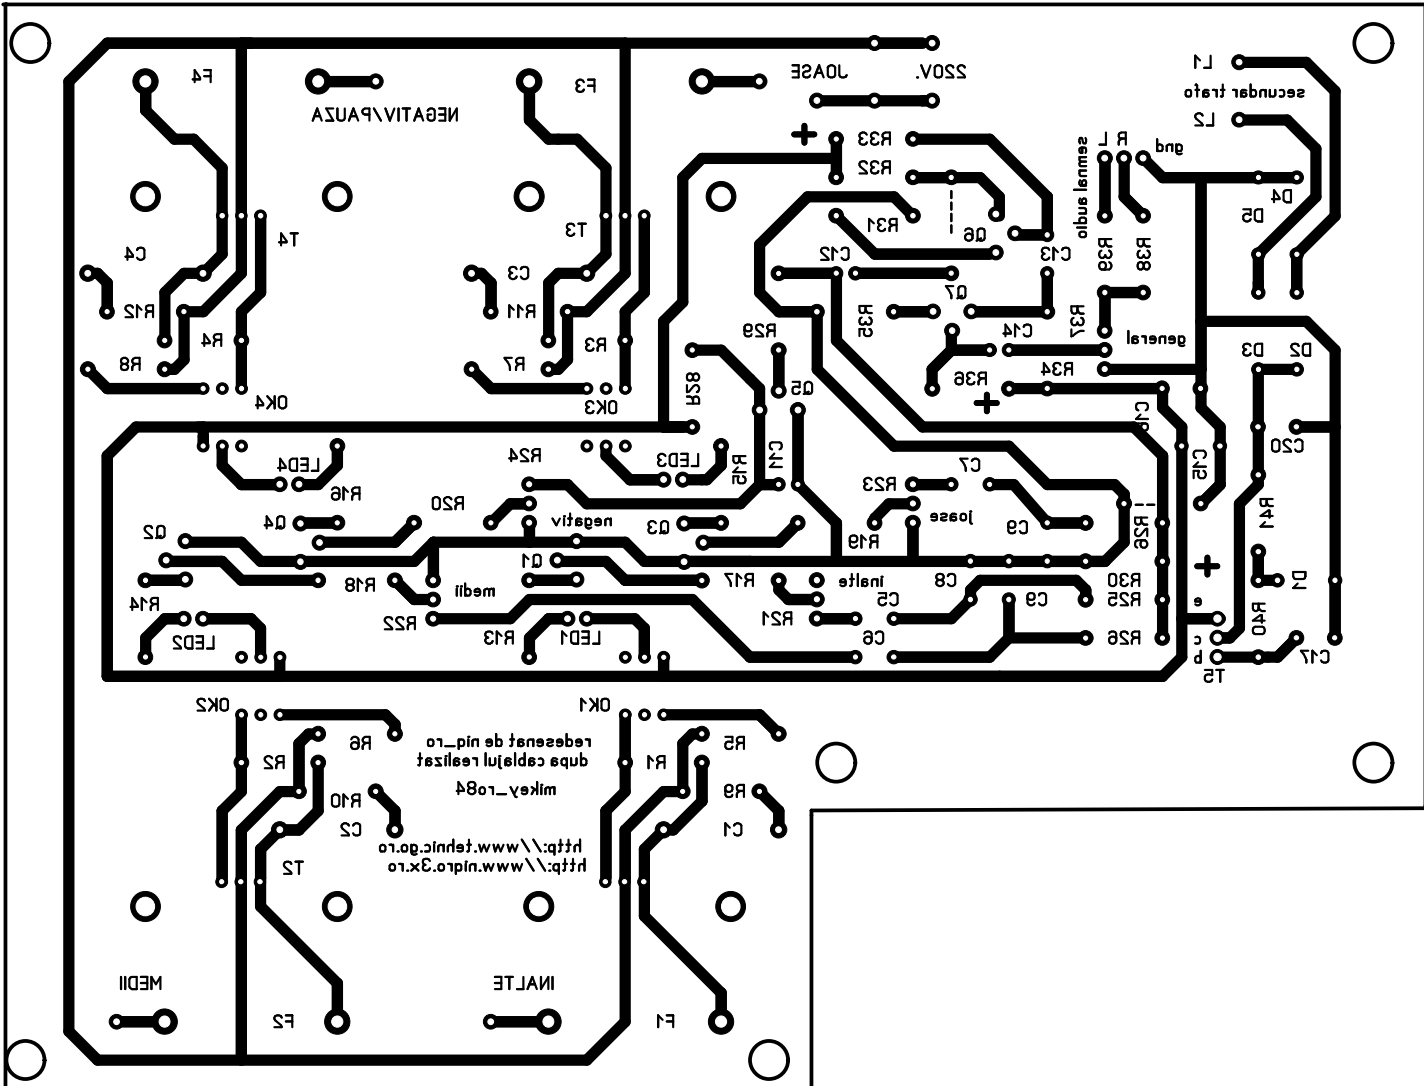 F4
F3
JOASE
220V.
L1
secundar trafo
NEGATIV/PAUZA
L2
+
R33
R32
semnal audio
L
R
gnd
D4
D5
T4
T3
R31
Q6
C4
C3
C12
C13
R39
R38
Q7
R12
R11
R35
R37
R4
R3
R29
C14
general
R8
R7
R34
D3
D2
R28
Q5
R36
OK4
OK3
+
C16
C20
LED4
R24
LED3
R15
C11
C7
C15
R16
R20
R23
R41
Q2
Q4
negativ
Q3
joase
C9
R26
R19
Q1
+
R18
medii
R17
inalte
C8
R30
D1
R14
R21
C5
C9
R25
e
R40
R22
R13
LED2
LED1
C6
R26
c
b
C17
T5
OK2
OK1
R6
redesenat de niq_ro
R5
R2
dupa cablajul realizat
R1
R10
mikey_ro84
R9
C2
C1
http://www.tehnic.go.ro
T2
http://www.niqro.3x.ro
MEDII
INALTE
F2
F1